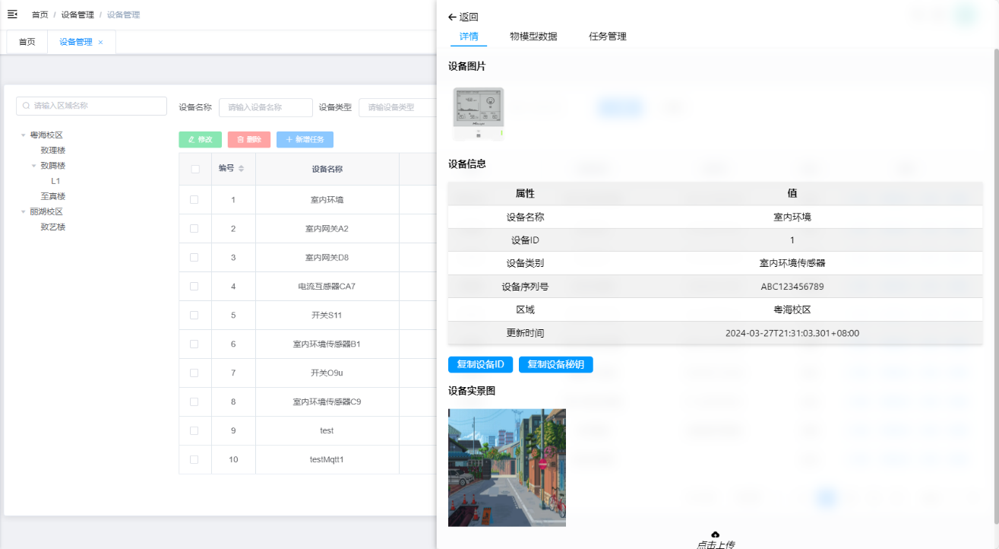 首页 / 设备管理 / 设备管理
首页
设备管理 ×
请输入区域名称
粤海校区
致理楼
致腾楼
L1
至真楼
丽湖校区
致艺楼
设备名称 请输入设备名称 设备类型 请输设备类型
修改 删除 + 新增任务
编号 设备名称
1 室内环境
2 室内网关A2
3 室内网关D8
4 电流互感器CA7
5 开关S11
6 室内环境传感器B1
7 开关O9u
8 室内环境传感器C9
9 test
10 testMqtt1
返回
详情 物模型数据 任务管理
设备图片
设备信息
属性 值
设备名称 室内环境
设备ID 1
设备类别 室内环境传感器
设备序列号 ABC123456789
区域 粤海校区
更新时间 2024-03-27T21:31:03.301+08:00
复制设备ID 复制设备秘钥
设备实景图
点击上传